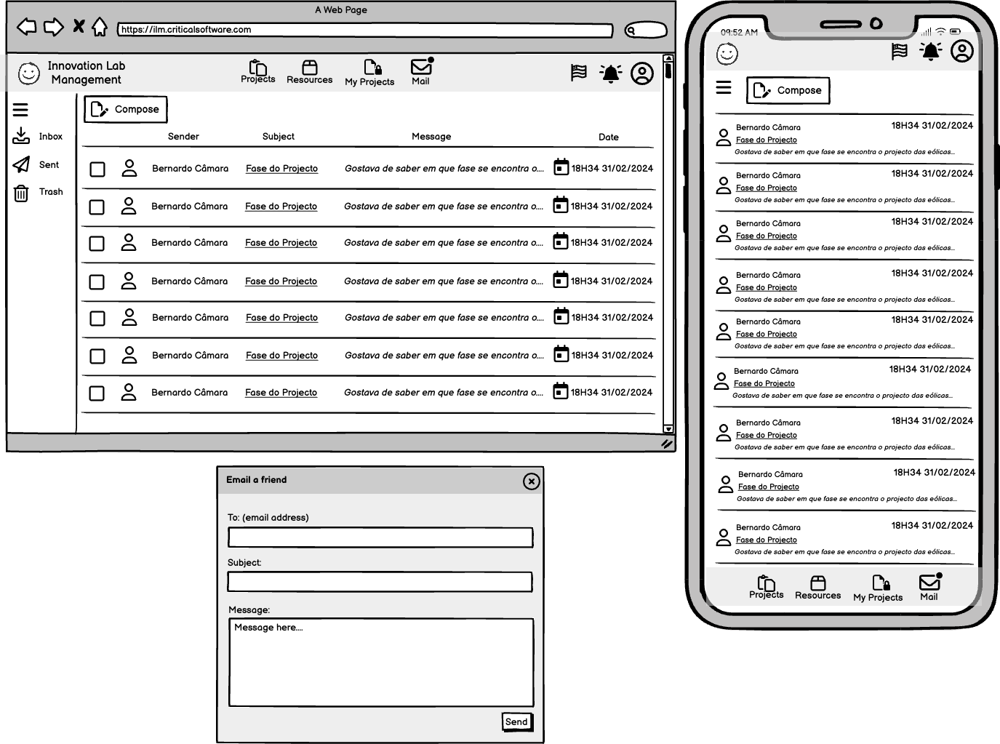 A Web Page
https://ilm.criticalsoftware.com
Innovation Lab
Management
Projects
Resources
My Projects
Mail
Compose
Inbox
Sent
Trash
Sender Subject Message Date
Bernardo Câmara Fase do Projecto Gostava de saber em que fase se encontra o.... 18H34 31/02/2024
Bernardo Câmara Fase do Projecto Gostava de saber em que fase se encontra o.... 18H34 31/02/2024
Bernardo Câmara Fase do Projecto Gostava de saber em que fase se encontra o.... 18H34 31/02/2024
Bernardo Câmara Fase do Projecto Gostava de saber em que fase se encontra o.... 18H34 31/02/2024
Bernardo Câmara Fase do Projecto Gostava de saber em que fase se encontra o.... 18H34 31/02/2024
Bernardo Câmara Fase do Projecto Gostava de saber em que fase se encontra o.... 18H34 31/02/2024
Bernardo Câmara Fase do Projecto Gostava de saber em que fase se encontra o.... 18H34 31/02/2024
Email a friend
To: (email address)
Subject:
Message:
Message here....
Send
09:52 AM
Compose
Bernardo Câmara 18H34 31/02/2024
Fase do Projecto
Gostava de saber em que fase se encontra o projecto das eólicas...
Bernardo Câmara 18H34 31/02/2024
Fase do Projecto
Gostava de saber em que fase se encontra o projecto das eólicas...
Bernardo Câmara 18H34 31/02/2024
Fase do Projecto
Gostava de saber em que fase se encontra o projecto das eólicas...
Bernardo Câmara 18H34 31/02/2024
Fase do Projecto
Gostava de saber em que fase se encontra o projecto das eólicas...
Bernardo Câmara 18H34 31/02/2024
Fase do Projecto
Gostava de saber em que fase se encontra o projecto das eólicas...
Bernardo Câmara 18H34 31/02/2024
Fase do Projecto
Gostava de saber em que fase se encontra o projecto das eólicas...
Bernardo Câmara 18H34 31/02/2024
Fase do Projecto
Gostava de saber em que fase se encontra o projecto das eólicas...
Bernardo Câmara 18H34 31/02/2024
Fase do Projecto
Gostava de saber em que fase se encontra o projecto das eólicas...
Bernardo Câmara 18H34 31/02/2024
Fase do Projecto
Gostava de saber em que fase se encontra o projecto das eólicas...
Projects
Resources
My Projects
Mail